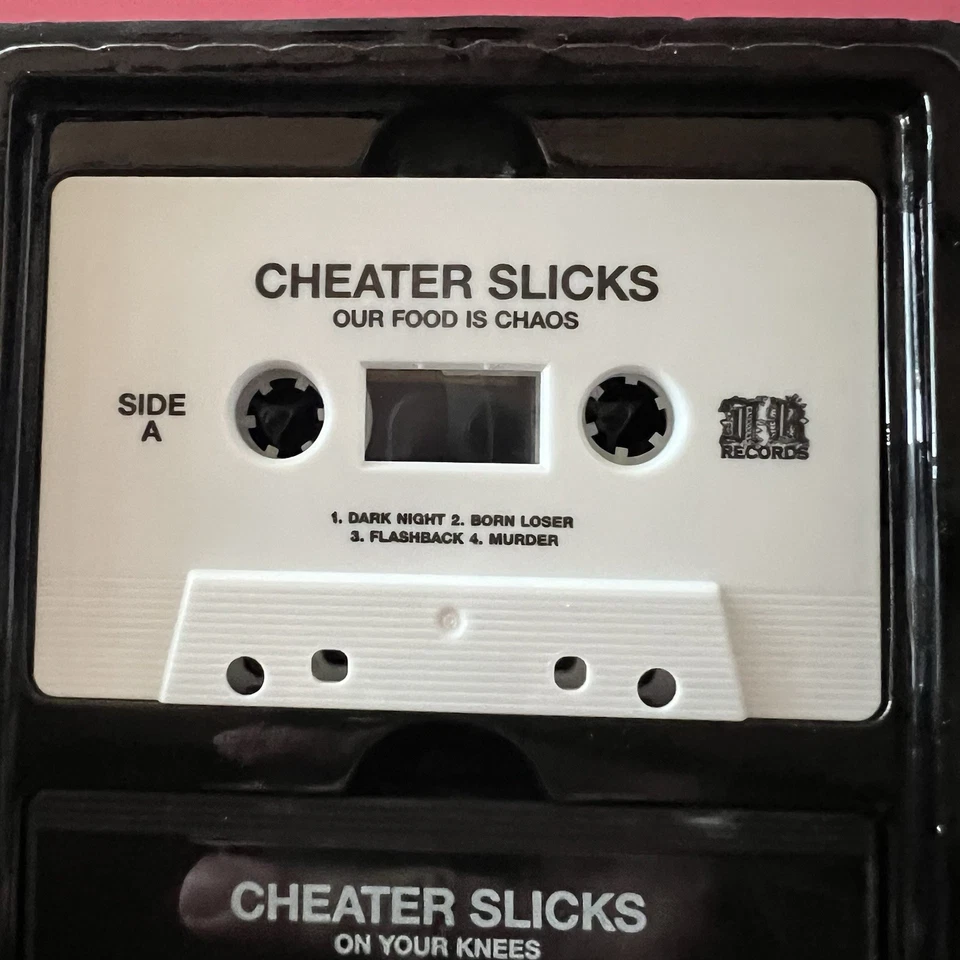 CHEATER SLICKS
OUR FOOD IS CHAOS
SIDE
A
RECORDS
1. DARK NIGHT 2. BORN LOSER
3. FLASHBACK 4. MURDER
CHEATER SLICKS
ON YOUR KNEES